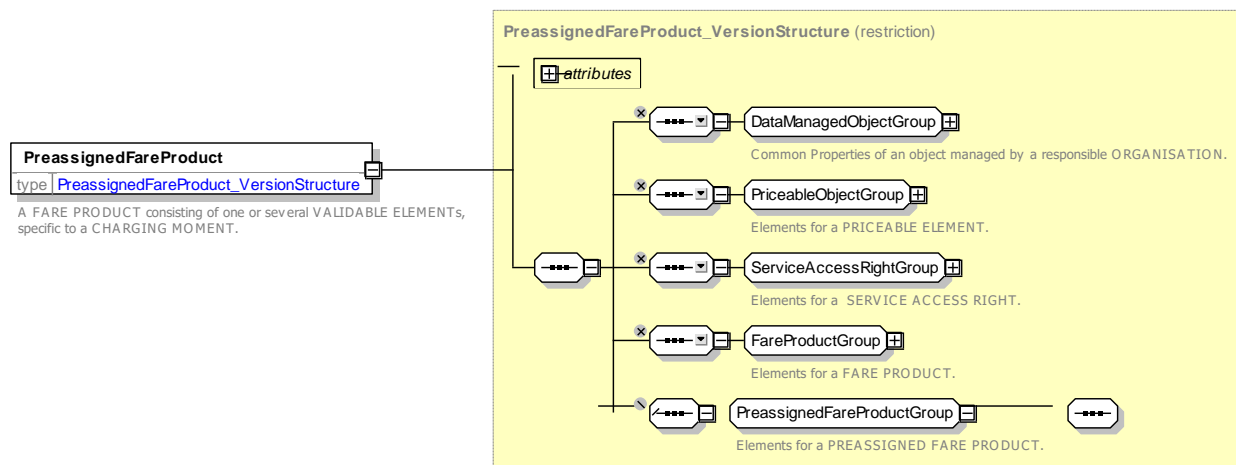 PreassignedFareProduct_VersionStructure (restriction)
attributes
DataManagedObjectGroup
Common Properties of an object managed by a responsible ORGANISATION.
PreassignedFareProduct
type PreassignedFareProduct_VersionStructure
A FARE PRODUCT consisting of one or several VALIDABLE ELEMENTs,
specific to a CHARGING MOMENT.
PriceableObjectGroup
Elements for a PRICEABLE ELEMENT.
ServiceAccessRightGroup
Elements for a SERVICE ACCESS RIGHT.
FareProductGroup
Elements for a FARE PRODUCT.
PreassignedFareProductGroup
Elements for a PREASSIGNED FARE PRODUCT.